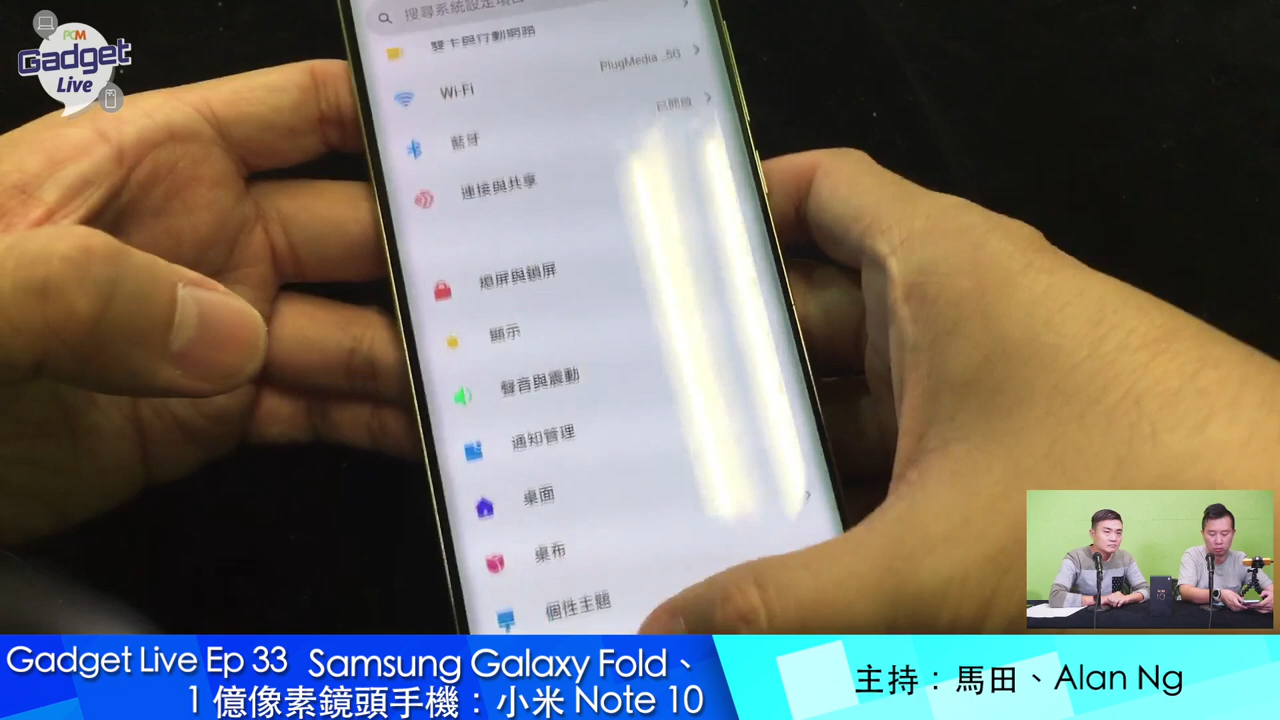 PCM
Gadget
Live
搜尋系統設定項目
雙卡與行動網路
Wi-Fi
PlugMedia _5G
藍牙
已開啟
連接與共享
熄屏與鎖屏
顯示
聲音與震動
通知管理
桌面
桌布
個性主題
Gadget Live Ep 33 Samsung Galaxy Fold、
1 億像素鏡頭手機：小米 Note 10
主持：馬田、Alan Ng